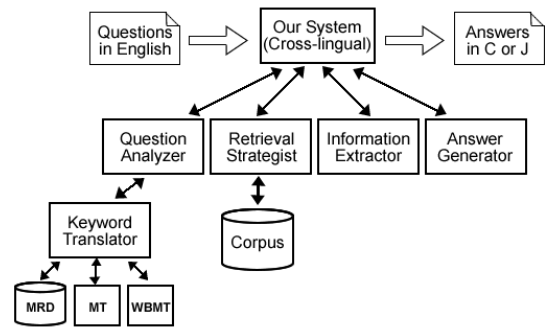 Questions
in English
Our System
(Cross-lingual)
Answers
in C or J
Question
Analyzer
Retrieval
Strategist
Information
Extractor
Answer
Generator
Keyword
Translator
Corpus
MRD
MT
WBMT